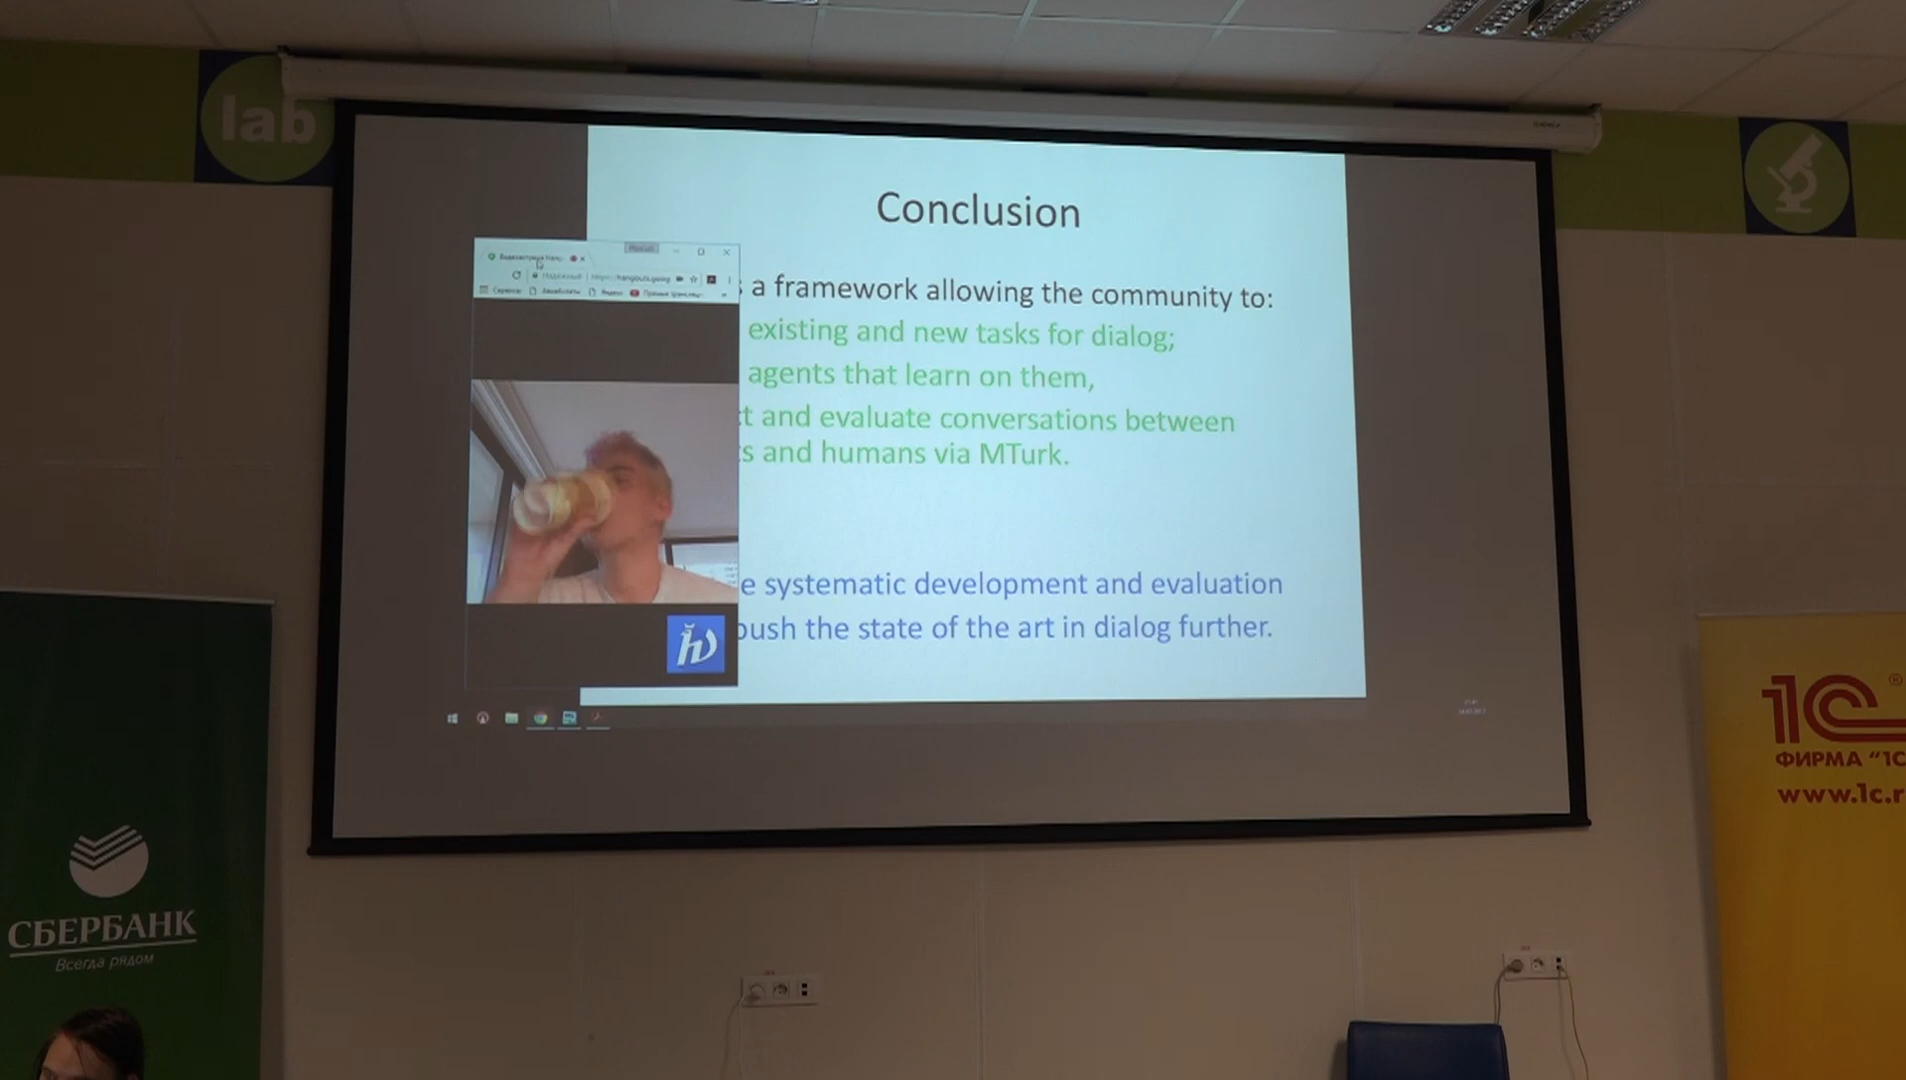 lab
Conclusion
a framework allowing the community to:
existing and new tasks for dialog;
agents that learn on them,
t and evaluate conversations between
s and humans via MTurk.
e systematic development and evaluation
push the state of the art in dialog further.
СБЕРБАНК
Всегда рядом
1C®
ФИРМА "1С
www.1c.r